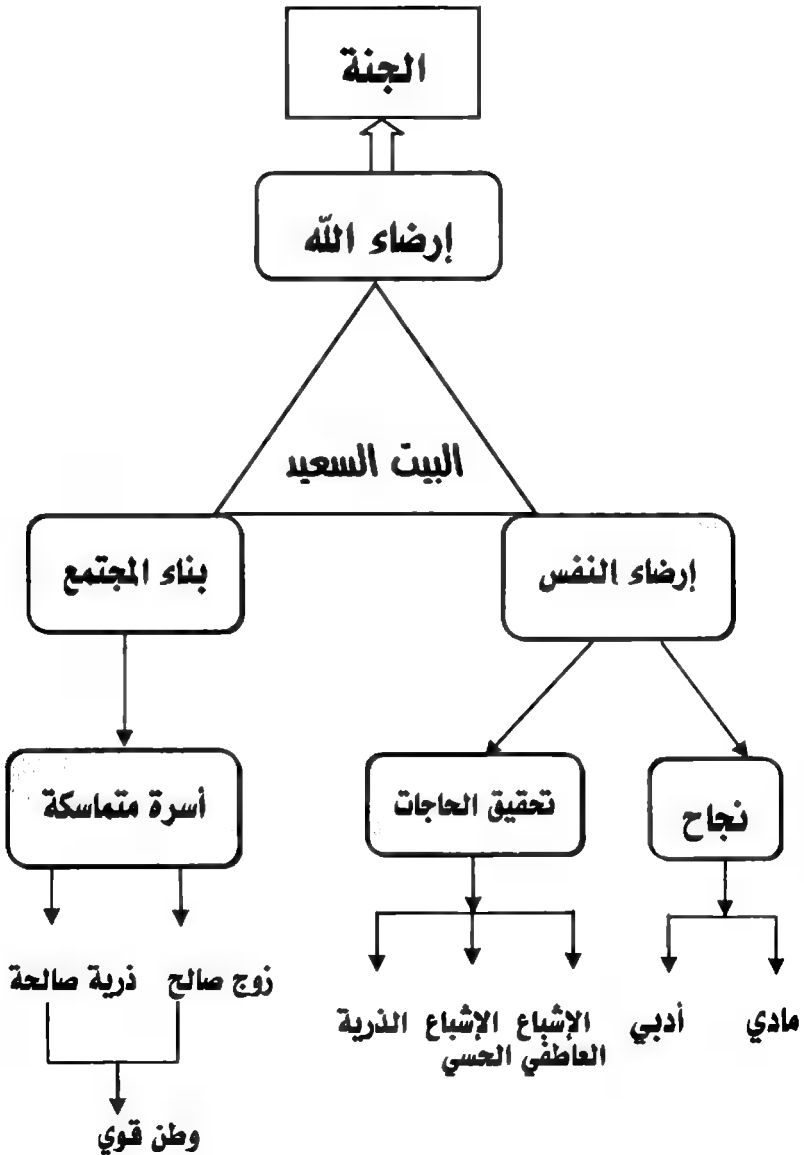 الجنة
إرضاء الله
البيت السعيد
إرضاء النفس
بناء المجتمع
نجاح
تحقيق الحاجات
أسرة متماسكة
مادي
أدبي
الإشباع العاطفي
الإشباع الحسي
الذرية
زوج صالح
ذرية صالحة
وطن قوي